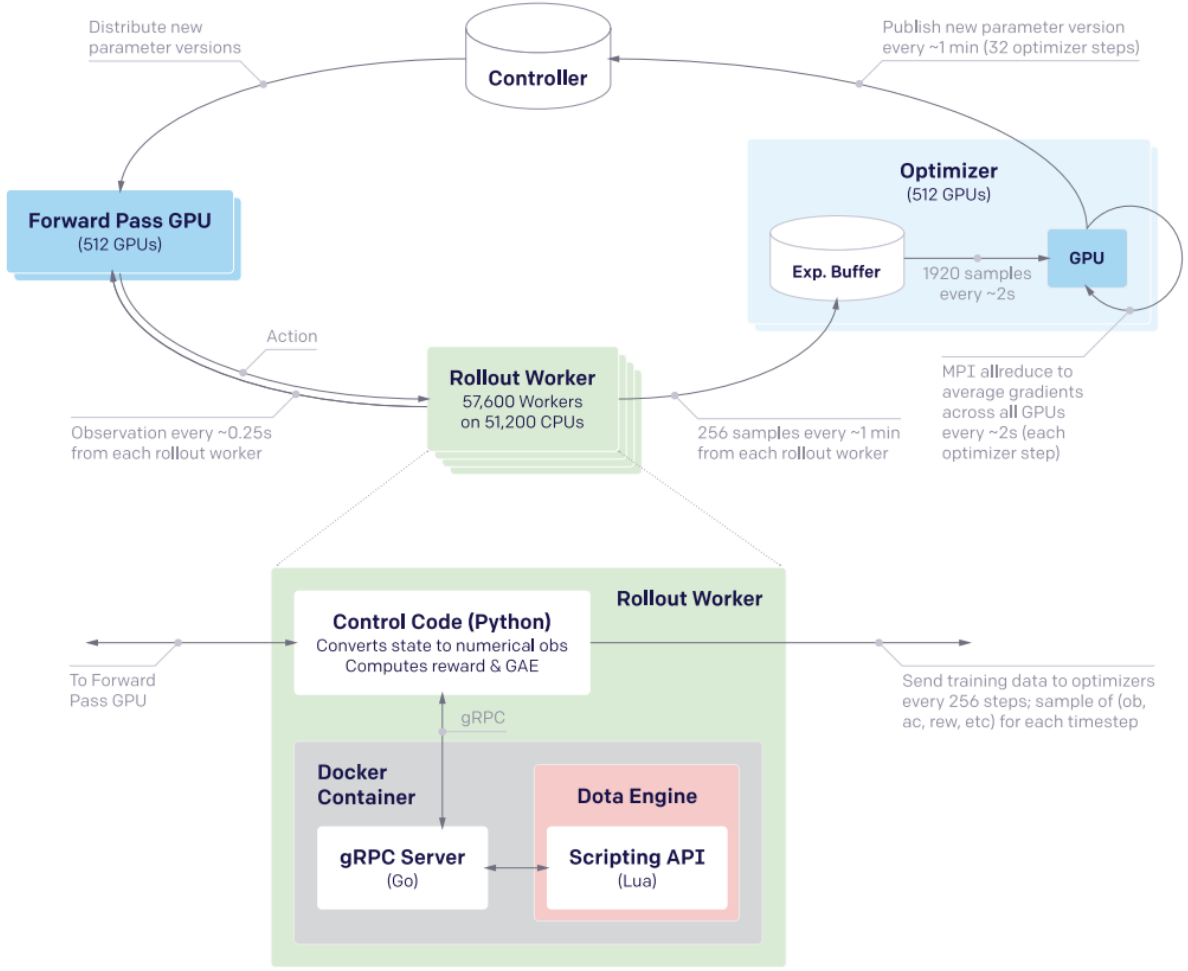 Distribute new
parameter versions
Controller
Publish new parameter version
every ~1 min (32 optimizer steps)
Forward Pass GPU
(512 GPUs)
Optimizer
(512 GPUs)
Exp. Buffer
1920 samples
every ~2s
GPU
Action
Observation every ~0.25s
from each rollout worker
Rollout Worker
57,600 Workers
on 51,200 CPUs
256 samples every ~1 min
from each rollout worker
MPI allreduce to
average gradients
across all GPUs
every ~2s (each
optimizer step)
Rollout Worker
Control Code (Python)
Converts state to numerical obs
Computes reward & GAE
To Forward
Pass GPU
Send training data to optimizers
every 256 steps; sample of (ob,
ac, rew, etc) for each timestep
gRPC
Docker
Container
Dota Engine
gRPC Server
(Go)
Scripting API
(Lua)